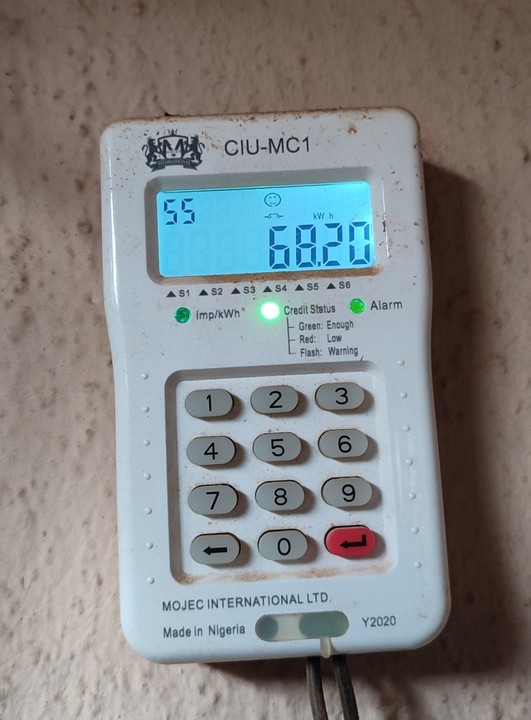 CIU-MC1
55
kW h
68.20
▲ S1 ▲ S2 ▲ S3 ▲ S4 ▲ S5 ▲ S6
imp/kWh Credit Status Alarm
Green: Enough
Red: Low
Flash: Warning
1 2 3
4 5 6
7 8 9
0
MOJEC INTERNATIONAL LTD.
Made in Nigeria Y2020